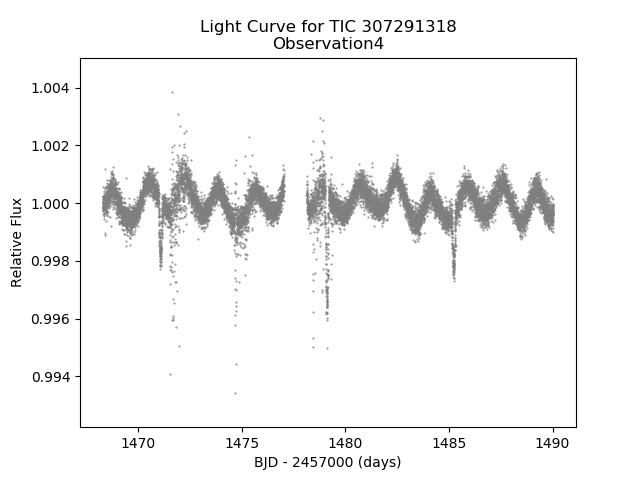 Light Curve for TIC 307291318
Observation4
1.004
1.002
1.000
0.998
0.996
0.994
Relative Flux
1470
1475
1480
1485
1490
BJD - 2457000 (days)